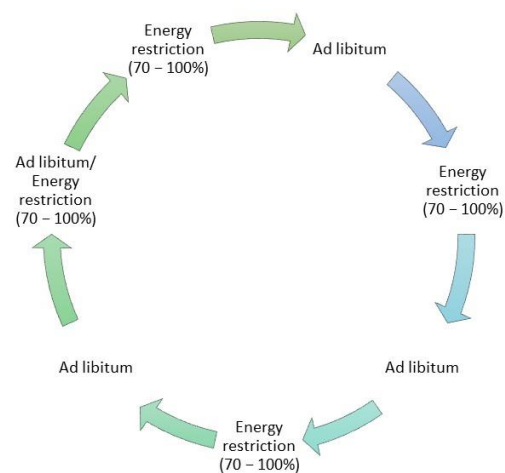 Energy
restriction
(70 – 100%)
Ad libitum
Energy
restriction
(70 – 100%)
Ad libitum
Energy
restriction
(70 – 100%)
Ad libitum
Ad libitum/
Energy
restriction
(70 – 100%)